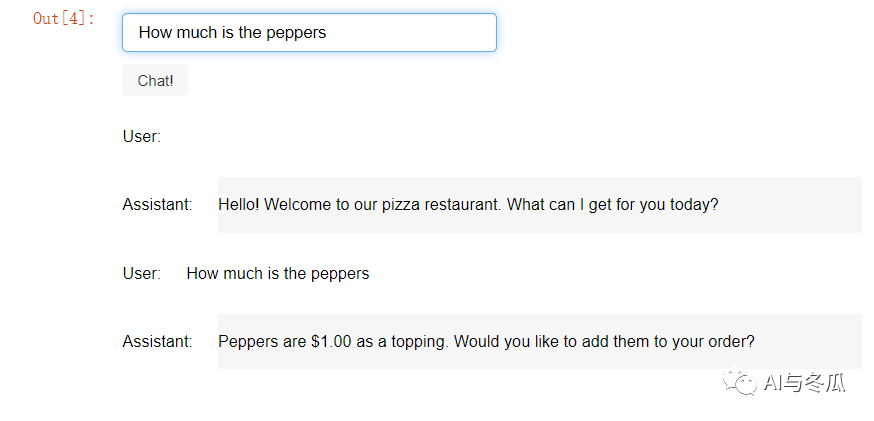 Out[4]:
How much is the peppers
Chat!
User:
Assistant: Hello! Welcome to our pizza restaurant. What can I get for you today?
User: How much is the peppers
Assistant: Peppers are $1.00 as a topping. Would you like to add them to your order?
AI与冬瓜